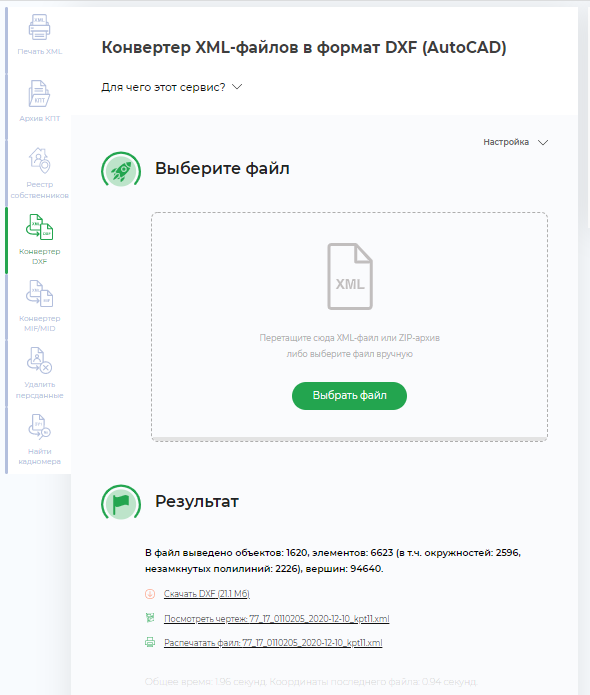 Печать XML
Архив КПТ
Реестр
собственников
Конвертер
DXF
Конвертер
MIF/MID
Удалить
персданные
Найти
кадномера
Конвертер XML-файлов в формат DXF (AutoCAD)
Для чего этот сервис?
Настройка
Выберите файл
XML
Перетащите сюда XML-файл или ZIP-архив
либо выберите файл вручную
Выбрать файл
Результат
В файл выведено объектов: 1620, элементов: 6623 (в т.ч. окружностей: 2596,
незамкнутых полилиний: 2226), вершин: 94640.
Скачать DXF (21.1 Мб)
Посмотреть чертеж: 77_17_0110205_2020-12-10_kpt11.xml
Распечатать файл: 77_17_0110205_2020-12-10_kpt11.xml
Общее время: 1.96 секунд. Координаты последнего файла: 0.94 секунд.